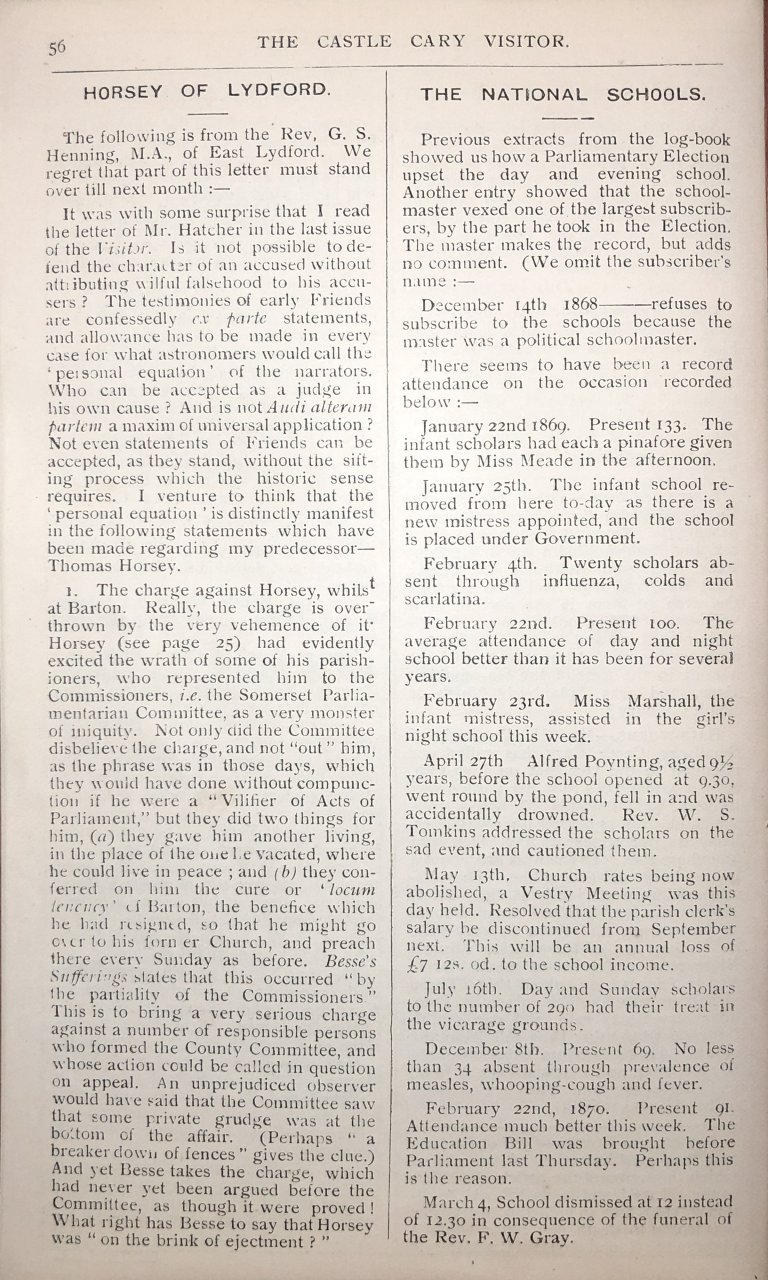 56
THE CASTLE CARY VISITOR.
HORSEY OF LYDFORD.
The following is from the Rev, G. S.
Henning, M.A., of East Lydford. We
regret that part of this letter must stand
over till next month :—
It was with some surprise that I read
the letter of Mr. Hatcher in the last issue
of the Visitor. Is it not possible to de-
fend the character of an accused without
attributing wilful falsehood to his accu-
sers ? The testimonies of early Friends
are confessedly ex parte statements,
and allowance has to be made in every
case for what astronomers would call the
'personal equation' of the narrators.
Who can be accepted as a judge in
his own cause ? And is not Audi alteram
partem a maxim of universal application ?
Not even statements of Friends can be
accepted, as they stand, without the sift-
ing process which the historic sense
requires. I venture to think that the
'personal equation' is distinctly manifest
in the following statements which have
been made regarding my predecessor—
Thomas Horsey.
1. The charge against Horsey, whilst
at Barton. Really, the charge is over-
thrown by the very vehemence of it·
Horsey (see page 25) had evidently
excited the wrath of some of his parish-
ioners, who represented him to the
Commissioners, i.e. the Somerset Parlia-
mentarian Committee, as a very monster
of iniquity. Not only did the Committee
disbelieve the charge, and not "out" him,
as the phrase was in those days, which
they would have done without compunc-
tion if he were a "Vilifier of Acts of
Parliament," but they did two things for
him, (a) they gave him another living,
in the place of the one he vacated, where
he could live in peace ; and (b) they con-
ferred on him the cure or 'locum
tenency' of Barton, the benefice which
he had resigned, so that he might go
over to his form er Church, and preach
there every Sunday as before. Besse's
Sufferings states that this occurred "by
the partiality of the Commissioners"
This is to bring a very serious charge
against a number of responsible persons
who formed the County Committee, and
whose action could be called in question
on appeal. An unprejudiced observer
would have said that the Committee saw
that some private grudge was at the
bottom of the affair. (Perhaps " a
breaker down of fences" gives the clue.)
And yet Besse takes the charge, which
had never yet been argued before the
Committee, as though it were proved !
What right has Besse to say that Horsey
was "on the brink of ejectment ?"
THE NATIONAL SCHOOLS.
Previous extracts from the log-book
showed us how a Parliamentary Election
upset the day and evening school.
Another entry showed that the school-
master vexed one of the largest subscrib-
ers, by the part he took in the Election.
The master makes the record, but adds
no comment. (We omit the subscriber's
name :—
December 14th 1868———refuses to
subscribe to the schools because the
master was a political schoolmaster.
There seems to have been a record
attendance on the occasion recorded
below :—
January 22nd 1869. Present 133. The
infant scholars had each a pinafore given
them by Miss Meade in the afternoon.
January 25th. The infant school re-
moved from here to-day as there is a
new mistress appointed, and the school
is placed under Government.
February 4th. Twenty scholars ab-
sent through influenza, colds and
scarlatina.
February 22nd. Present 100. The
average attendance of day and night
school better than it has been for several
years.
February 23rd. Miss Marshall, the
infant mistress, assisted in the girl's
night school this week.
April 27th Alfred Poynting, aged 9½
years, before the school opened at 9.30,
went round by the pond, fell in and was
accidentally drowned. Rev. W. S.
Tomkins addressed the scholars on the
sad event, and cautioned them.
May 13th, Church rates being now
abolished, a Vestry Meeting was this
day held. Resolved that the parish clerk's
salary be discontinued from September
next. This will be an annual loss of
£7 12s. 0d. to the school income.
July 16th. Day and Sunday scholars
to the number of 290 had their treat in
the vicarage grounds.
December 8th. Present 69. No less
than 34 absent through prevalence of
measles, whooping-cough and fever.
February 22nd, 1870. Present 91.
Attendance much better this week. The
Education Bill was brought before
Parliament last Thursday. Perhaps this
is the reason.
March 4, School dismissed at 12 instead
of 12.30 in consequence of the funeral of
the Rev. F. W. Gray.